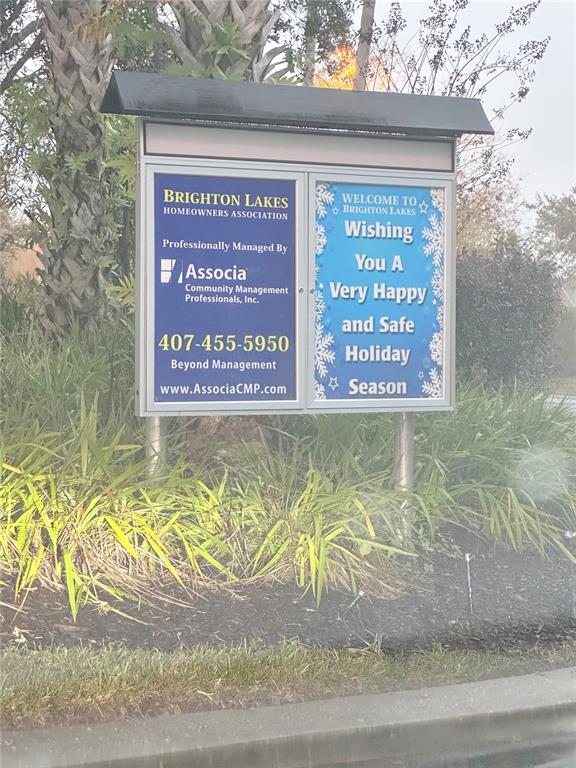 BRIGHTON LAKES
HOMEOWNERS ASSOCIATION
Professionally Managed By
Associa
Community Management
Professionals, Inc.
407-455-5950
Beyond Management
www.AssociaCMP.com
WELCOME TO
BRIGHTON LAKES
Wishing
You A
Very Happy
and Safe
Holiday
Season